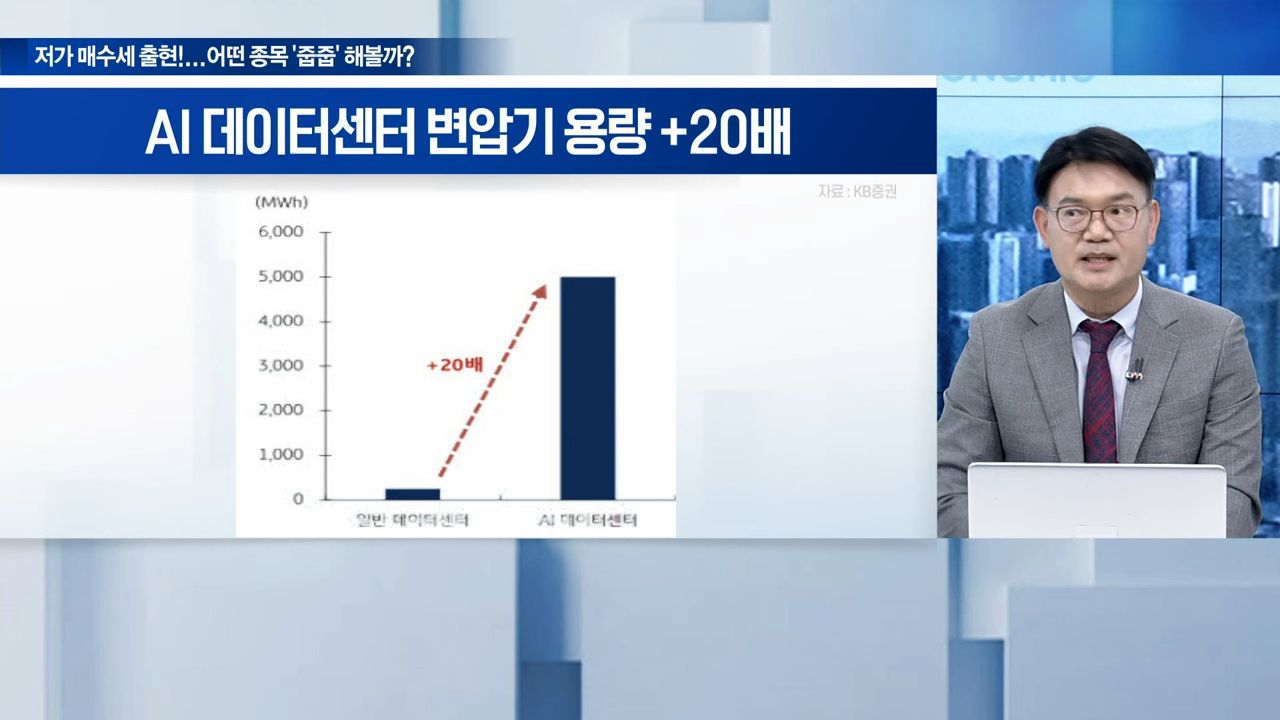 저가 매수세 출현!...어떤 종목 '줍줍' 해볼까?
AI 데이터센터 변압기 용량 +20배
자료 : KB증권
(MWh)
6,000
5,000
4,000
+20배
3,000
2,000
1,000
0
일반 데이터센터
AI 데이터센터